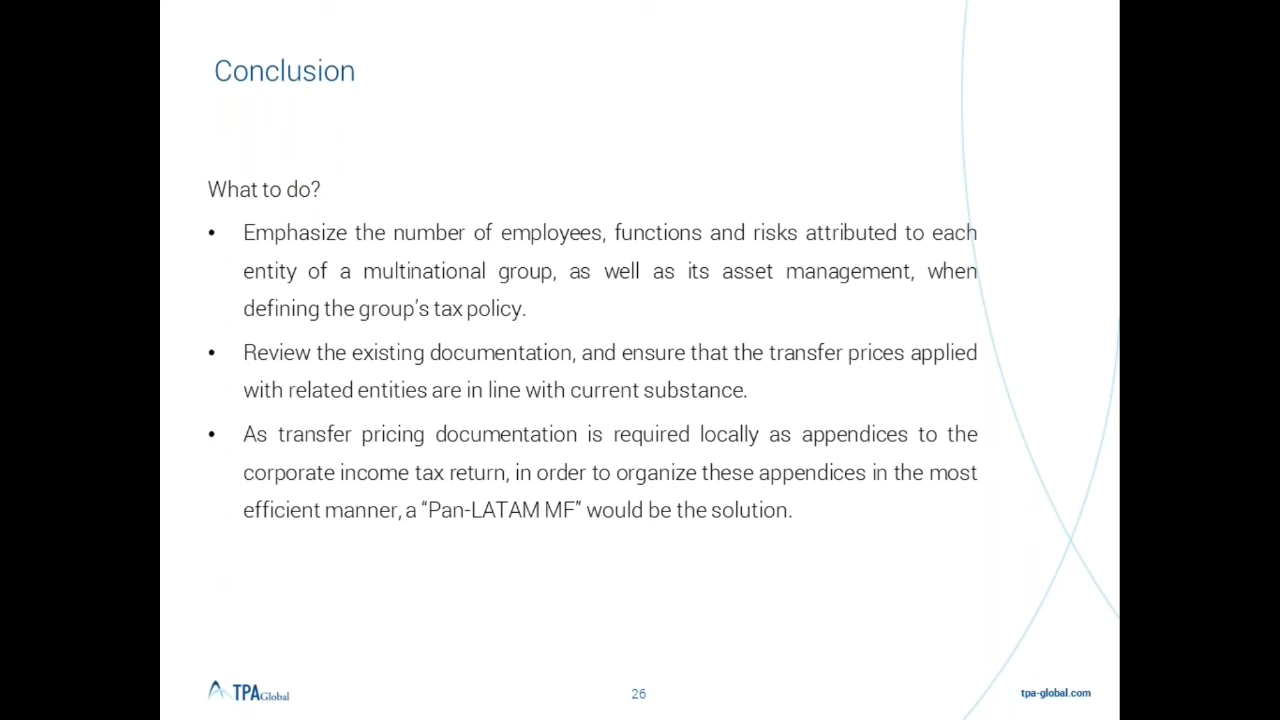 Conclusion
What to do?
• Emphasize the number of employees, functions and risks attributed to each
entity of a multinational group, as well as its asset management, when
defining the group’s tax policy.
• Review the existing documentation, and ensure that the transfer prices applied
with related entities are in line with current substance.
• As transfer pricing documentation is required locally as appendices to the
corporate income tax return, in order to organize these appendices in the most
efficient manner, a “Pan-LATAM MF” would be the solution.
TPA Global
26
tpa-global.com